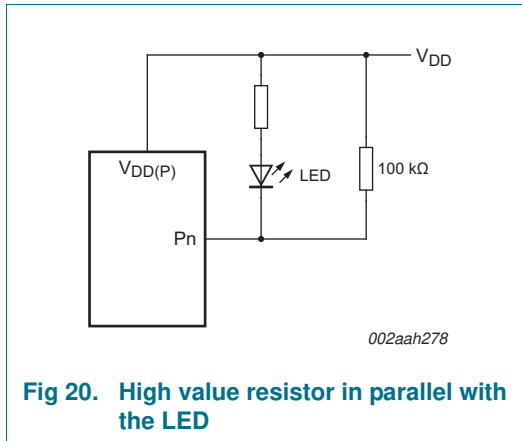 VDD
VDD(P)
LED
100 kΩ
Pn
002aah278
Fig 20. High value resistor in parallel with
the LED